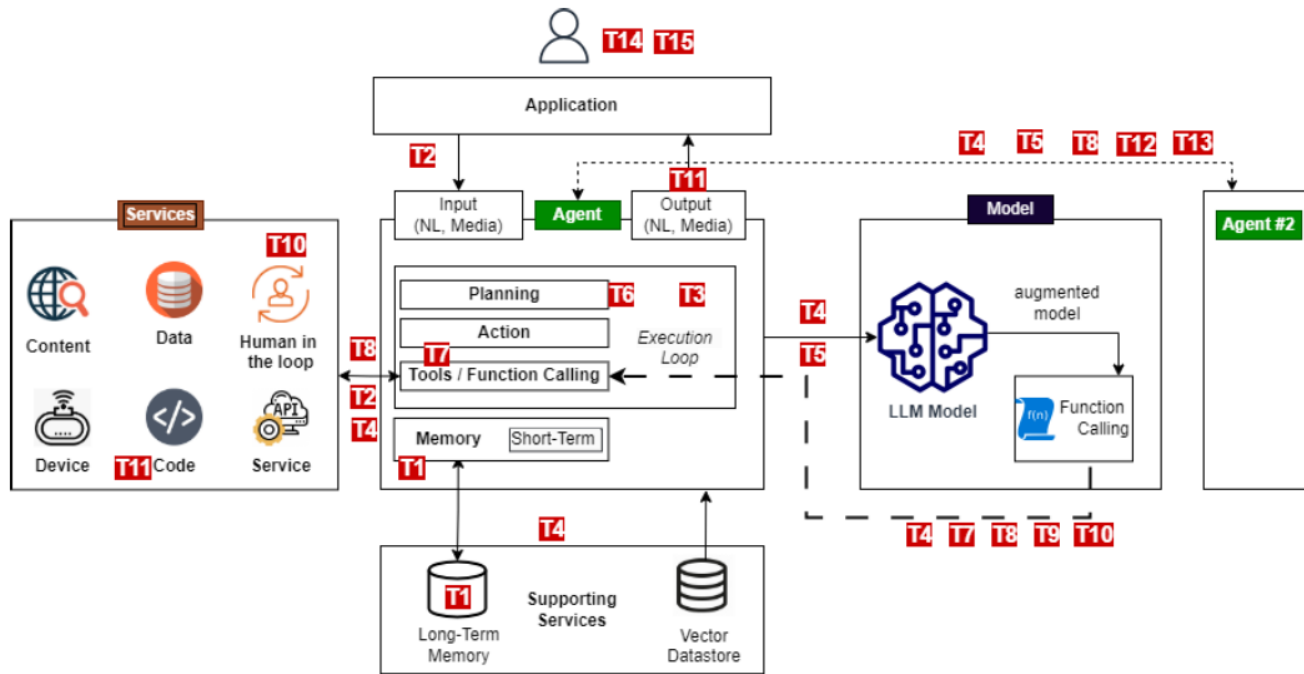 T14 T15
Application
T2
T4 T5 T8 T12 T13
T11
Services
Input
(NL, Media)
Agent
Output
(NL, Media)
Model
Agent #2
T10
Content
Data
Human in
the loop
Device
T11
Code
API
Service
T8
T2
T4
Planning
T6
T3
Action
Execution
Loop
T7
Tools / Function Calling
Memory
Short-Term
T1
T4
T5
LLM Model
augmented
model
f(n)
Function
Calling
T4 T7 T8 T9 T10
T4
T1
Long-Term
Memory
Supporting
Services
Vector
Datastore